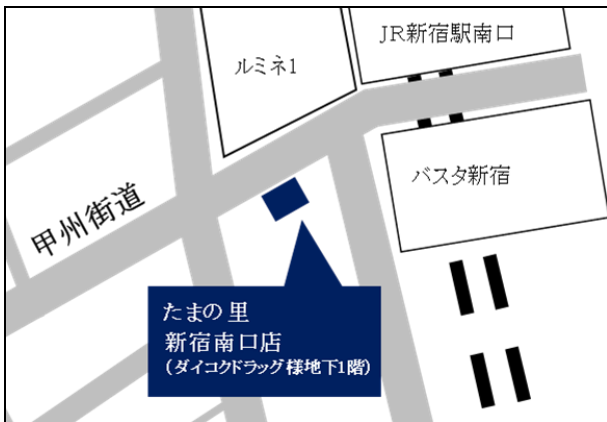 JR新宿駅南口
ルミネ1
バスタ新宿
甲州街道
たまの里
新宿南口店
(ダイコクドラッグ様地下1階)